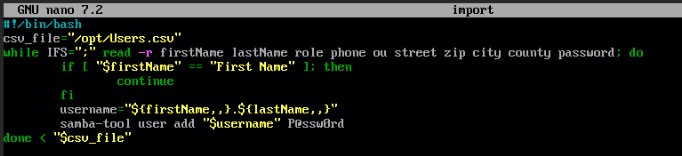 GNU nano 7.2 import
#!/bin/bash
csv_file="/opt/Users.csv"
while IFS=";" read -r firstName lastName role phone ou street zip city county password; do
        if [ "$firstName" == "First Name" ]; then
                continue
        fi
        username="${firstName,,}.${lastName,,}"
        samba-tool user add "$username" P@ssw0rd
done < "$csv_file"